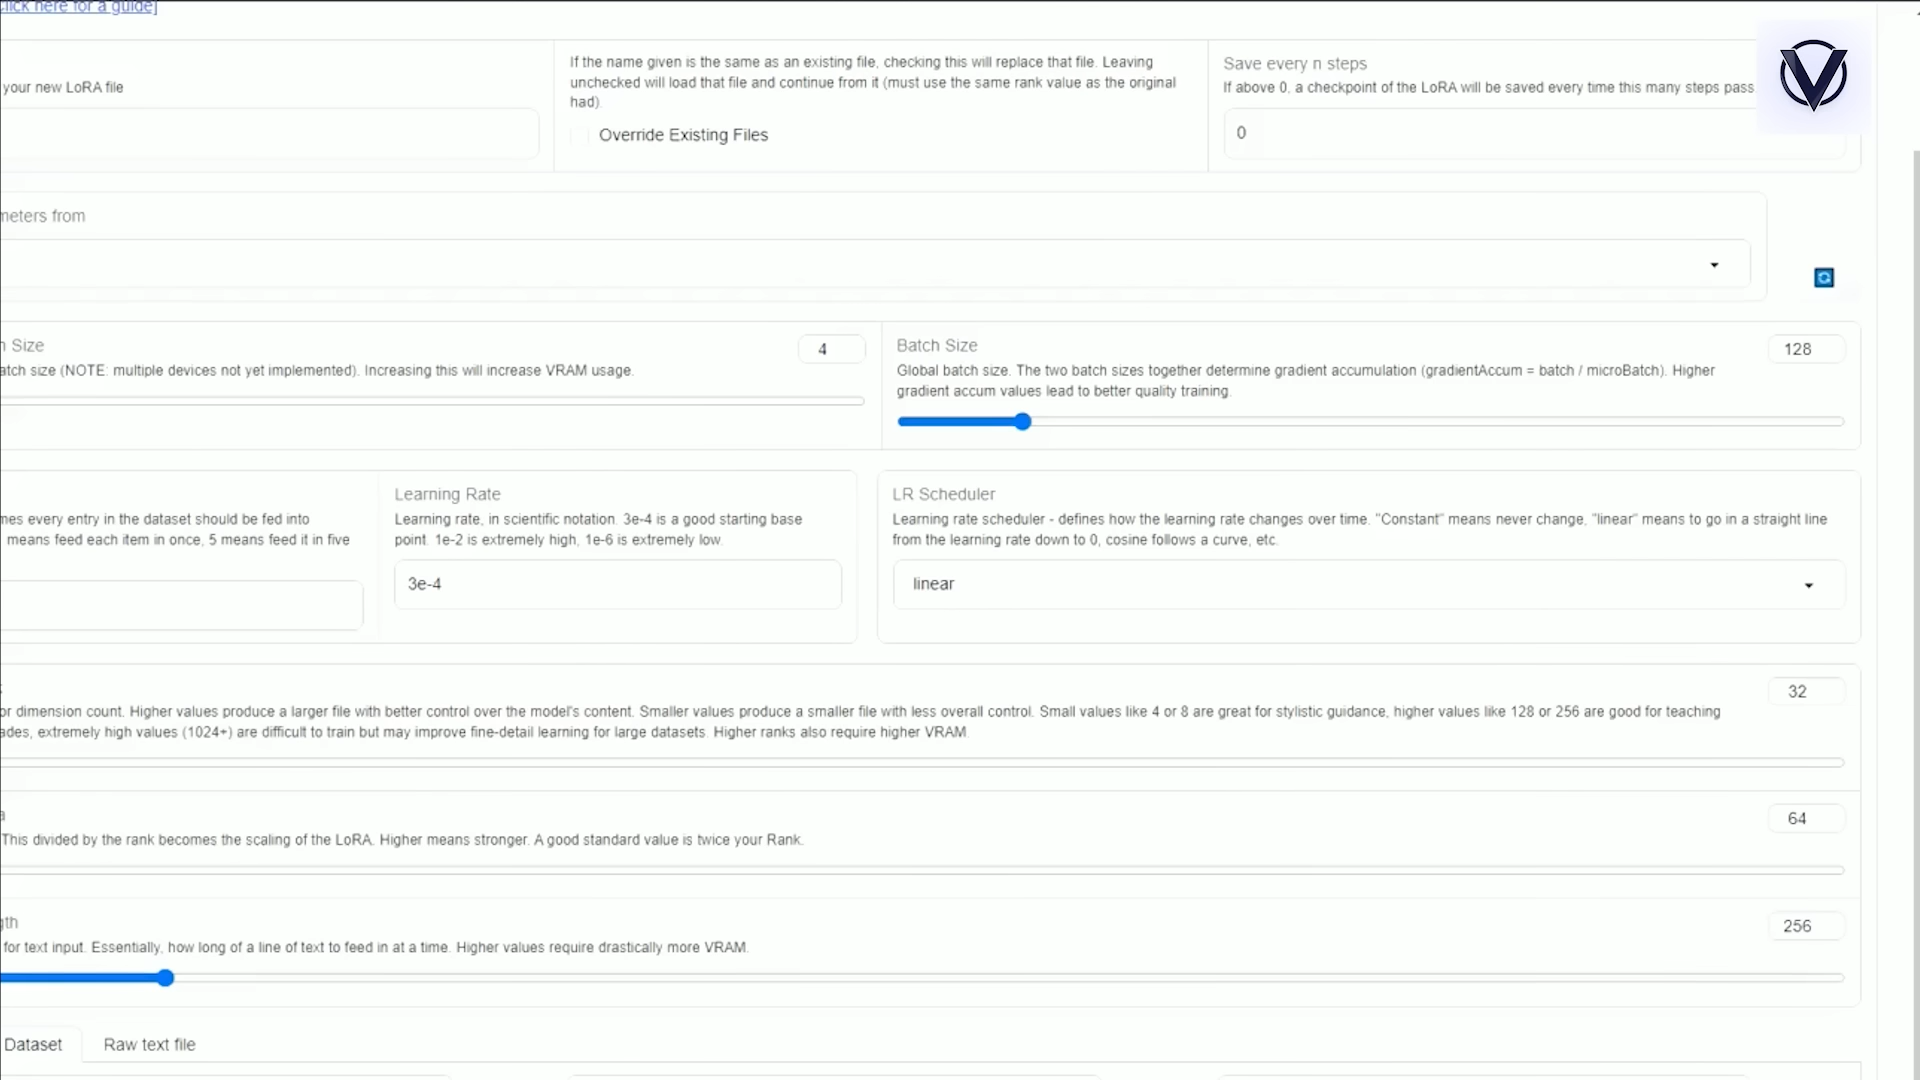 Click here for a guide]
If the name given is the same as an existing file, checking this will replace that file. Leaving
unchecked will load that file and continue from it (must use the same rank value as the original
had).
Override Existing Files
your new LoRA file
Save every n steps
If above 0, a checkpoint of the LoRA will be saved every time this many steps pass
0
meters from
Size
4
atch size (NOTE: multiple devices not yet implemented). Increasing this will increase VRAM usage.
Batch Size
128
Global batch size. The two batch sizes together determine gradient accumulation (gradientAccum = batch / microBatch). Higher
gradient accum values lead to better quality training.
mes every entry in the dataset should be fed into
means feed each item in once, 5 means feed it in five
Learning Rate
Learning rate, in scientific notation. 3e-4 is a good starting base
point. 1e-2 is extremely high, 1e-6 is extremely low.
3e-4
LR Scheduler
Learning rate scheduler - defines how the learning rate changes over time. "Constant" means never change, "linear" means to go in a straight line
from the learning rate down to 0, cosine follows a curve, etc.
linear
32
or dimension count. Higher values produce a larger file with better control over the model's content. Smaller values produce a smaller file with less overall control. Small values like 4 or 8 are great for stylistic guidance, higher values like 128 or 256 are good for teaching
ades, extremely high values (1024+) are difficult to train but may improve fine-detail learning for large datasets. Higher ranks also require higher VRAM.
a
64
This divided by the rank becomes the scaling of the LoRA. Higher means stronger. A good standard value is twice your Rank.
gth
256
for text input. Essentially, how long of a line of text to feed in at a time. Higher values require drastically more VRAM.
Dataset
Raw text file